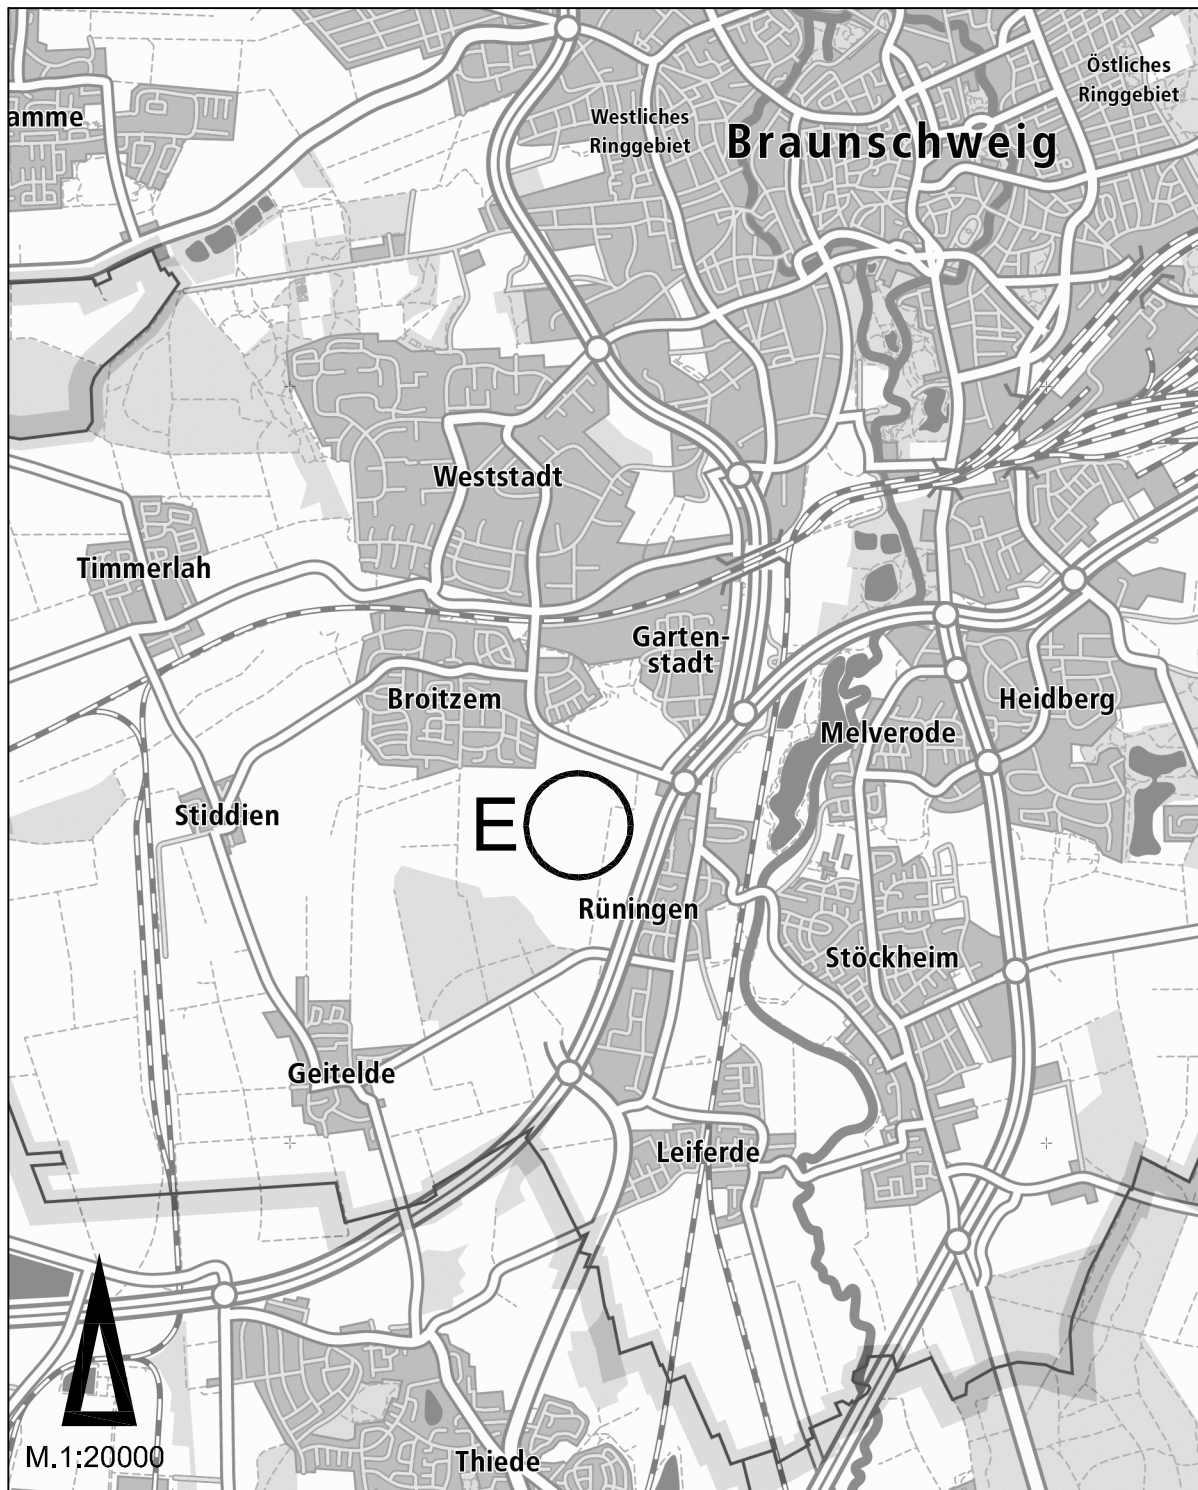 Östliches
Ringgebiet
amme
Westliches
Ringgebiet
Braunschweig
Weststadt
Timmerlah
Garten-
stadt
Broitzem
Heidberg
Melverode
Stiddien
E
Rüningen
Stöckheim
Geitelde
Leiferde
M.1:20000
Thiede